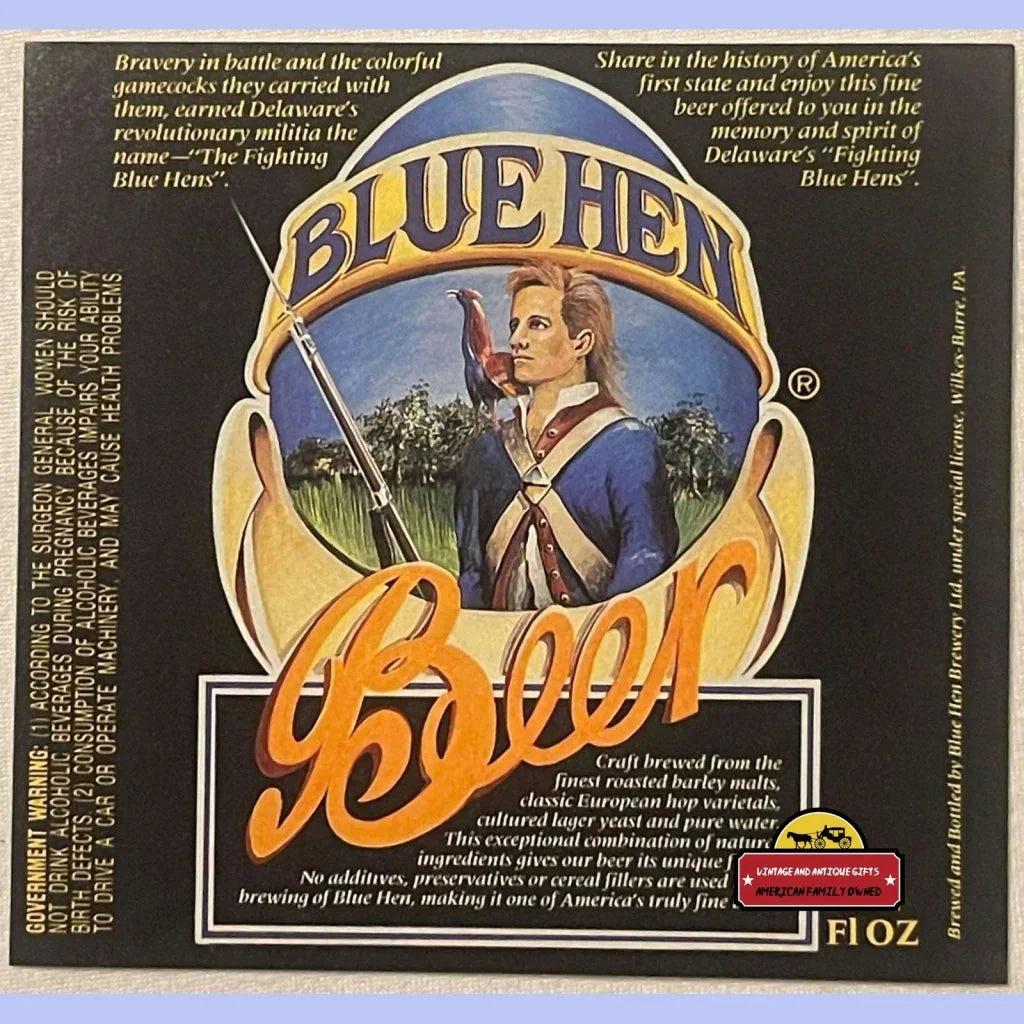 Bravery in battle and the colorful
gamecocks they carried with
them, earned Delaware's
revolutionary militia the
name—"The Fighting
Blue Hens".
Share in the history of America's
first state and enjoy this fine
beer offered to you in the
memory and spirit of
Delaware's "Fighting
Blue Hens".
BLUE HEN
®
Beer
GOVERNMENT WARNING: (1) ACCORDING TO THE SURGEON GENERAL, WOMEN SHOULD
NOT DRINK ALCOHOLIC BEVERAGES DURING PREGNANCY BECAUSE OF THE RISK OF
BIRTH DEFECTS. (2) CONSUMPTION OF ALCOHOLIC BEVERAGES IMPAIRS YOUR ABILITY
TO DRIVE A CAR OR OPERATE MACHINERY, AND MAY CAUSE HEALTH PROBLEMS.
Craft brewed from the
finest roasted barley malts,
classic European hop varietals,
cultured lager yeast and pure water.
This exceptional combination of
ingredients gives our beer its unique
No additives, preservatives or cereal fillers are used
brewing of Blue Hen, making it one of America's truly fine
Fl OZ
Brewed and Bottled by Blue Hen Brewery Ltd. under special license. Wilkes-Barre, PA
VINTAGE AND ANTIQUE GIFTS
AMERICAN FAMILY OWNED